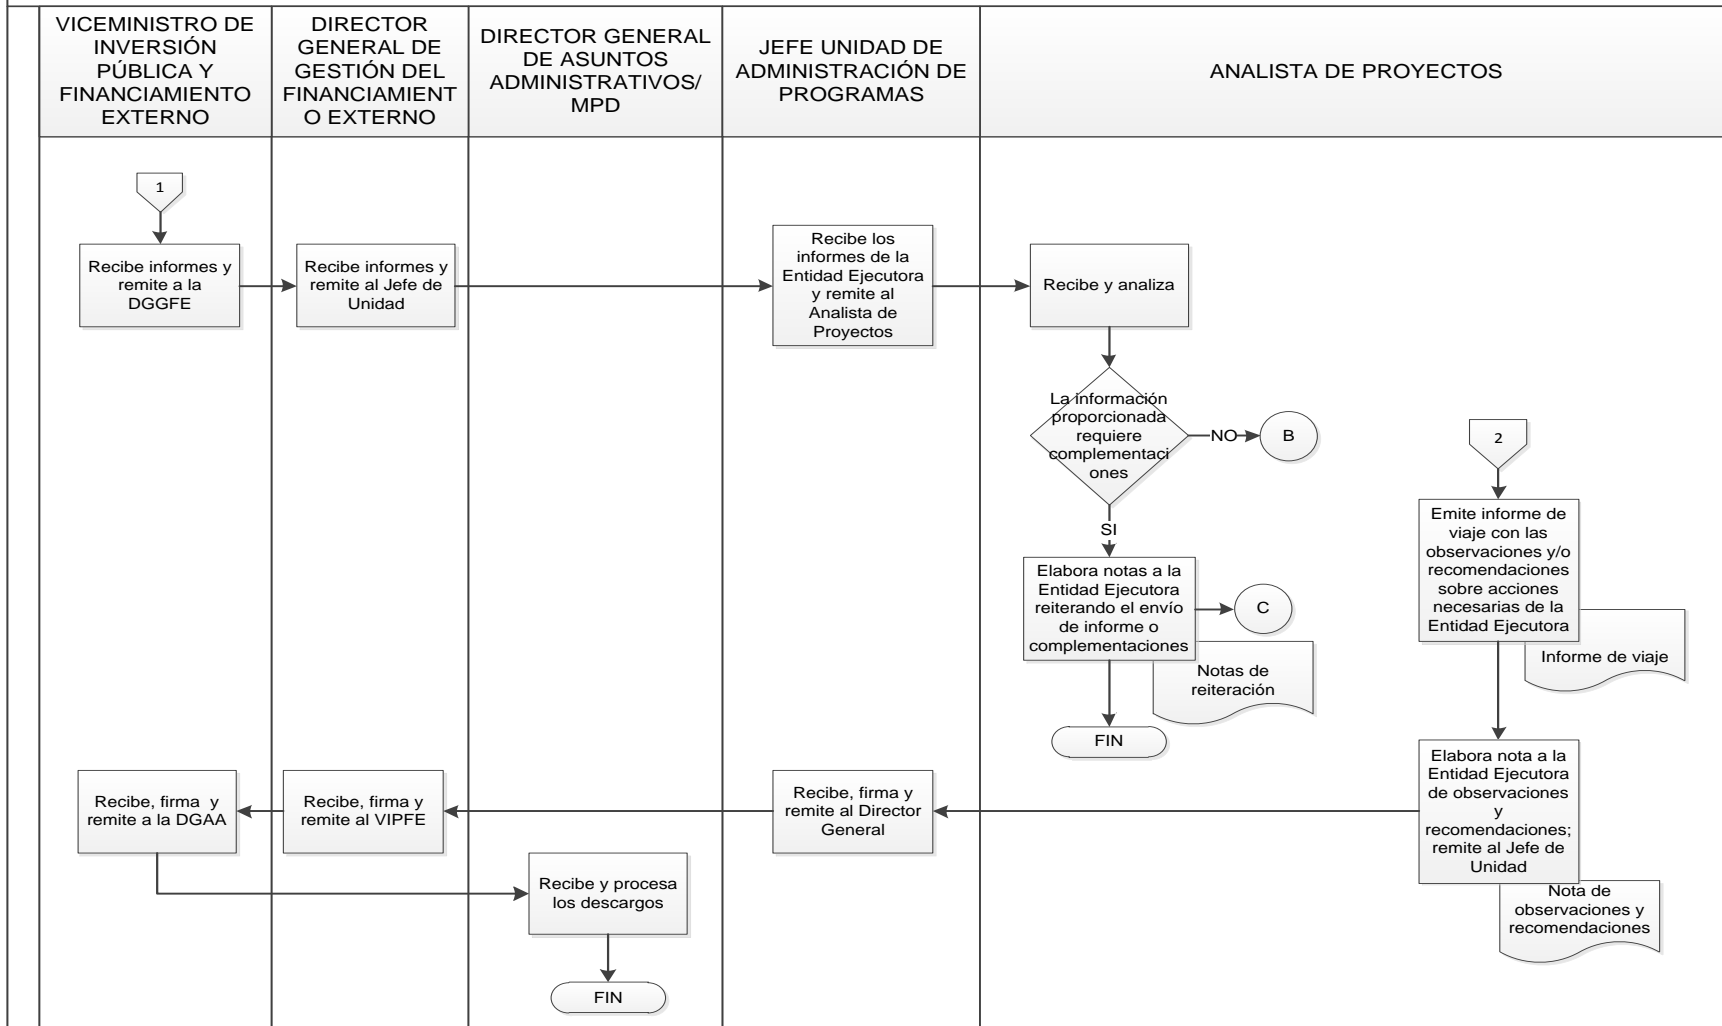 VICEMINISTRO DE
INVERSIÓN
PÚBLICA Y
FINANCIAMIENTO
EXTERNO
DIRECTOR
GENERAL DE
GESTIÓN DEL
FINANCIAMIENT
O EXTERNO
DIRECTOR GENERAL
DE ASUNTOS
ADMINISTRATIVOS/
MPD
JEFE UNIDAD DE
ADMINISTRACIÓN DE
PROGRAMAS
ANALISTA DE PROYECTOS
1
Recibe informes y
remite a la
DGGFE
Recibe informes y
remite al Jefe de
Unidad
Recibe los
informes de la
Entidad Ejecutora
y remite al
Analista de
Proyectos
Recibe y analiza
La información
proporcionada
requiere
complementaci
ones
NO
B
SI
Elabora notas a la
Entidad Ejecutora
reiterando el envío
de informe o
complementaciones
C
Notas de
reiteración
FIN
2
Emite informe de
viaje con las
observaciones y/o
recomendaciones
sobre acciones
necesarias de la
Entidad Ejecutora
Informe de viaje
Elabora nota a la
Entidad Ejecutora
de observaciones
y
recomendaciones;
remite al Jefe de
Unidad
Nota de
observaciones y
recomendaciones
Recibe, firma y
remite al Director
General
Recibe, firma y
remite al VIPFE
Recibe, firma  y
remite a la DGAA
Recibe y procesa
los descargos
FIN